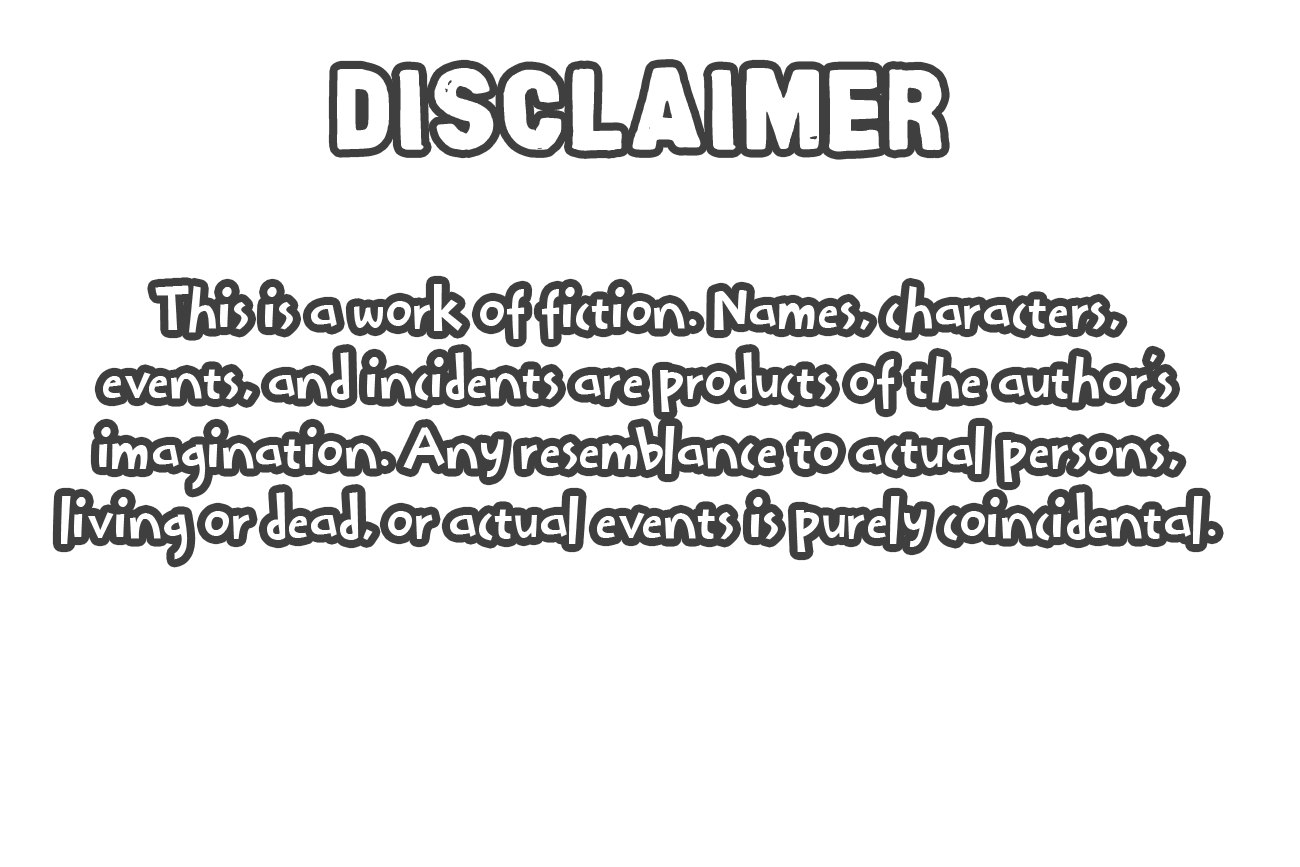 DISCLAIMER
This is a work of fiction. Names, characters,
events, and incidents are products of the author's
imagination. Any resemblance to actual persons,
living or dead, or actual events is purely coincidental.